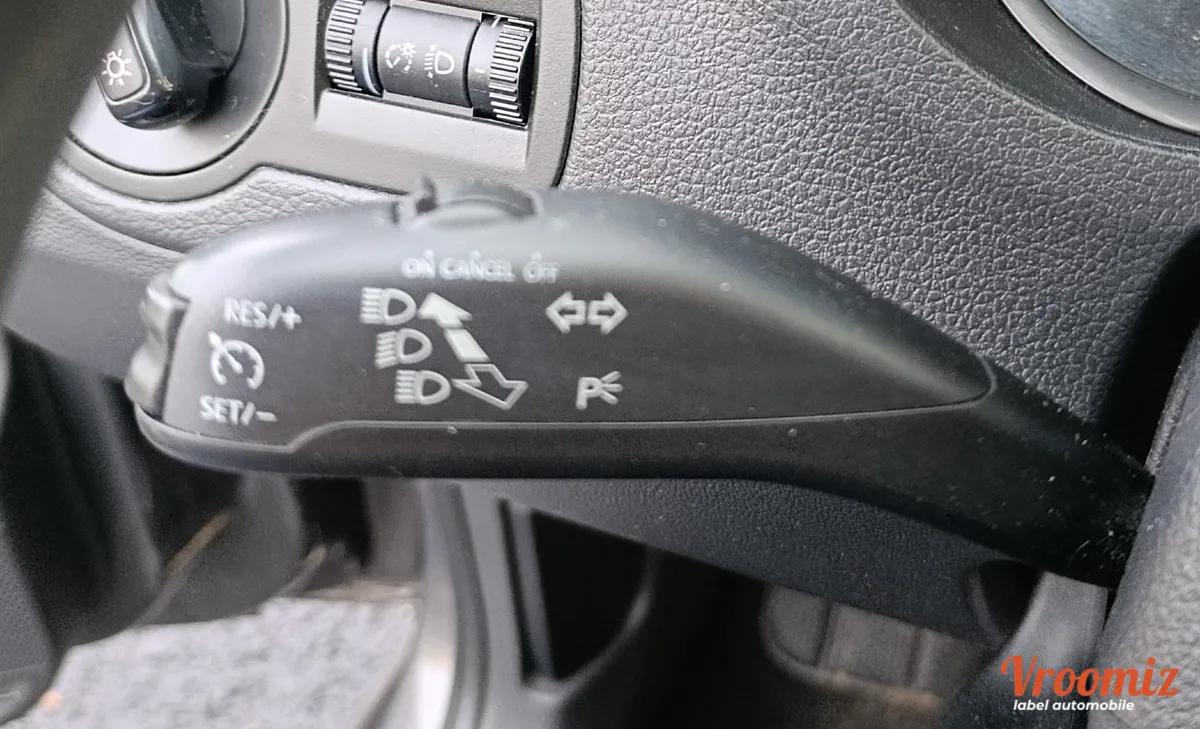 ON CANCEL OFF
RES/+
SET/-
P
Vroomiz
label automobile